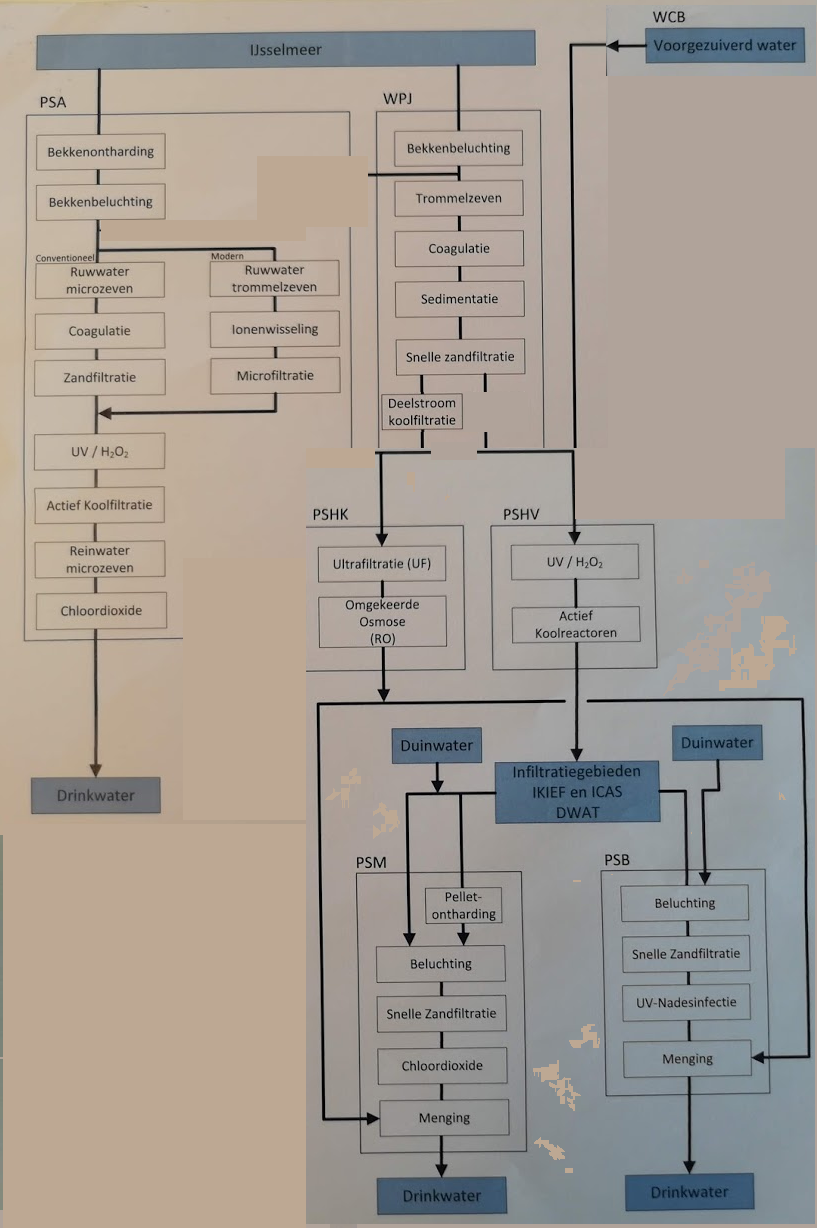 WCB
Voorgezuiverd water
IJsselmeer
PSA
Bekkenontharding
Bekkenbeluchting
Conventioneel
Modern
Ruwwater
microzeven
Ruwwater
trommelzeven
Coagulatie
Ionenwisseling
Zandfiltratie
Microfiltratie
UV / H₂O₂
Actief Koolfiltratie
Reinwater
microzeven
Chloordioxide
Drinkwater
WPJ
Bekkenbeluchting
Trommelzeven
Coagulatie
Sedimentatie
Snelle zandfiltratie
Deelstroom
koolfiltratie
PSHK
Ultrafiltratie (UF)
Omgekeerde
Osmose
(RO)
PSHV
UV / H₂O₂
Actief
Koolreactoren
Duinwater
Infiltratiegebieden
IKIEF en ICAS
DWAT
Duinwater
PSM
Pellet-
ontharding
Beluchting
Snelle Zandfiltratie
Chloordioxide
Menging
Drinkwater
PSB
Beluchting
Snelle Zandfiltratie
UV-Nadesinfectie
Menging
Drinkwater